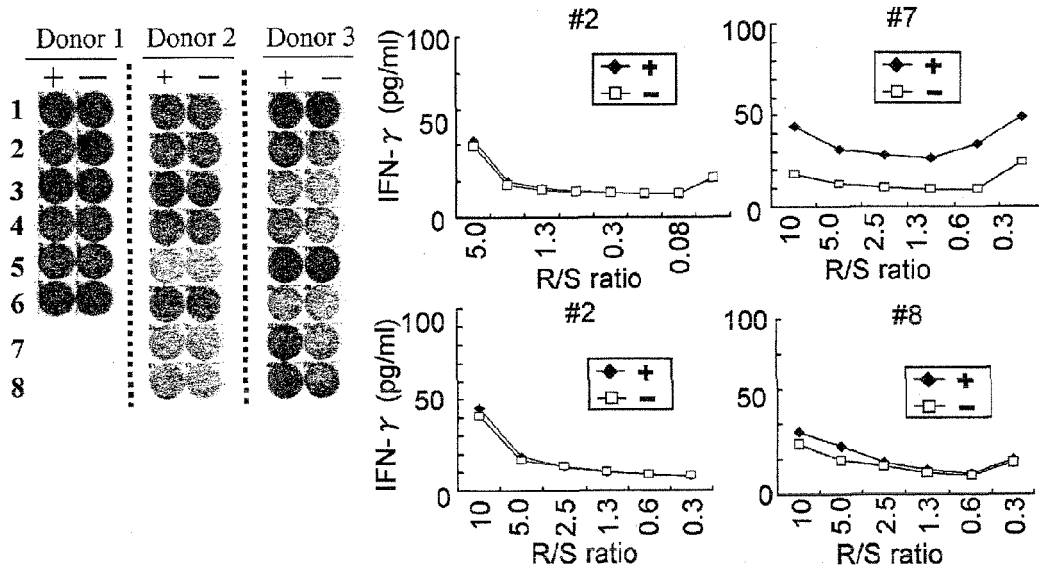 Donor 1 Donor 2 Donor 3
+ − + − + −
1
2
3
4
5
6
7
8
#2
IFN-γ (pg/ml)
100
50
0
+
−
5.0 1.3 0.3 0.08
R/S ratio
#7
100
50
0
+
−
10 5.0 2.5 1.3 0.6 0.3
R/S ratio
#2
IFN-γ (pg/ml)
100
50
0
+
−
10 5.0 2.5 1.3 0.6 0.3
R/S ratio
#8
100
50
0
+
−
10 5.0 2.5 1.3 0.6 0.3
R/S ratio